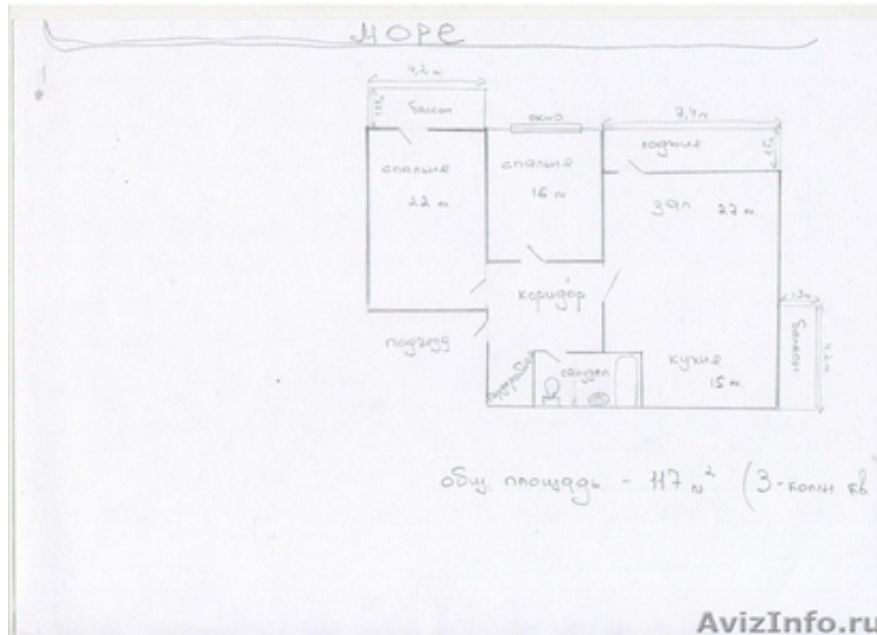 море
4,2 м
балкон
окно
7,4 м
лоджия
спальня
22 м
спальня
16 м
зал 27 м.
коридор
подъезд
гардероб
санузел
кухня
15 м.
балкон
общ. площадь - 117 м² (3-комн кв
AvizInfo.ru